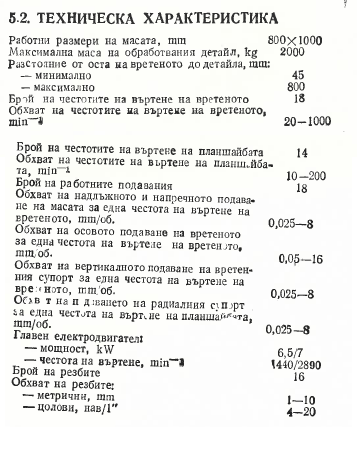 5.2. ТЕХНИЧЕСКА ХАРАКТЕРИСТИКА
Работни размери на масата, mm 800×1000
Максимална маса на обработвания детайл, kg 2000
Разстояние от оста на вретеното до детайла, mm:
— минимално 45
— максимално 800
Брой на честотите на въртене на вретеното 18
Обхват на честотите на въртене на вретеното,
min⁻¹ 20—1000
Брой на честотите на въртене на планшайбата 14
Обхват на честотите на въртене на планшайба-
та, min⁻¹ 10—200
Брой на работните подавания 18
Обхват на надлъжното и напречното подава-
не на масата за една честота на въртене на
вретеното, mm/об. 0,025—8
Обхват на осовото подаване на вретеното
за една честота на въртене на вретеното,
mm/об. 0,05—16
Обхват на вертикалното подаване на вретен-
ния супорт за една честота на въртене на
вретеното, mm/об. 0,025—8
Обхват на подаването на радиалния супорт
за една честота на въртене на планшайбата,
mm/об. 0,025—8
Главен електродвигател:
— мощност, kW 6,5/7
— честота на въртене, min⁻¹ 1440/2890
Брой на резбите 16
Обхват на резбите:
— метрични, mm 1—10
— цолови, нав/1" 4—20